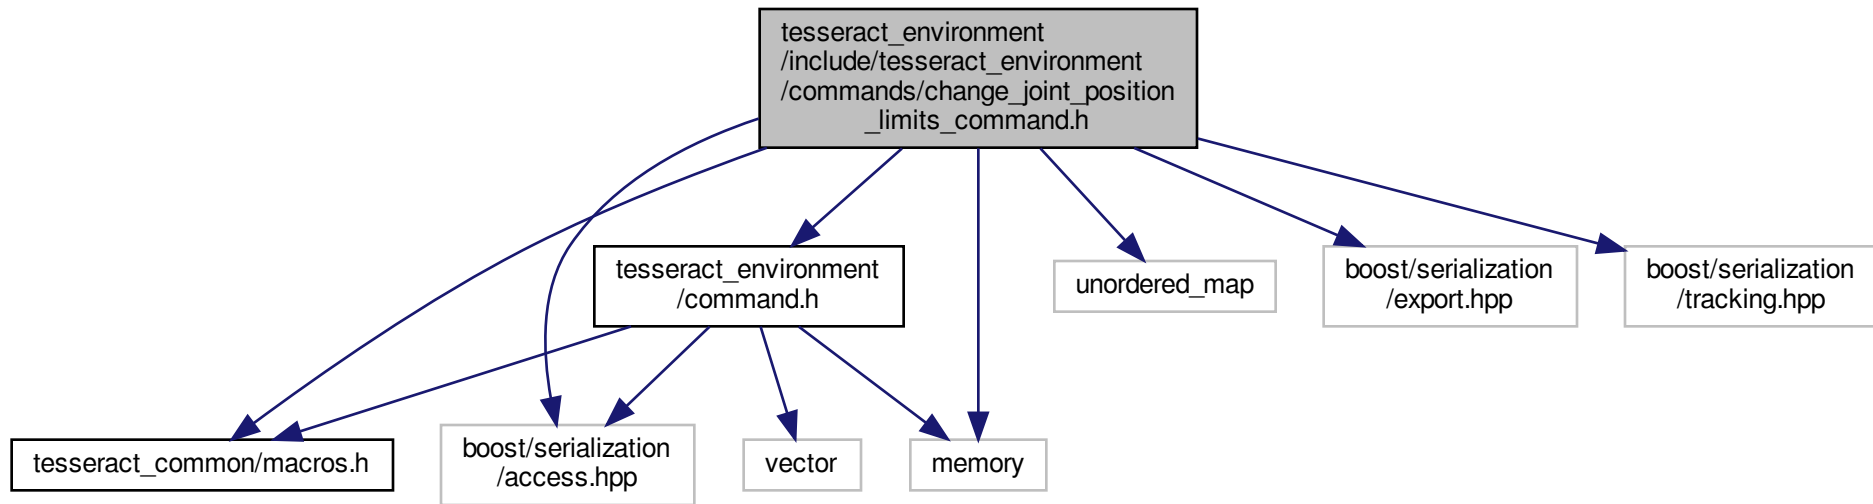 tesseract_environment
/include/tesseract_environment
/commands/change_joint_position
_limits_command.h
tesseract_environment
/command.h
unordered_map
boost/serialization
/export.hpp
boost/serialization
/tracking.hpp
tesseract_common/macros.h
boost/serialization
/access.hpp
vector
memory